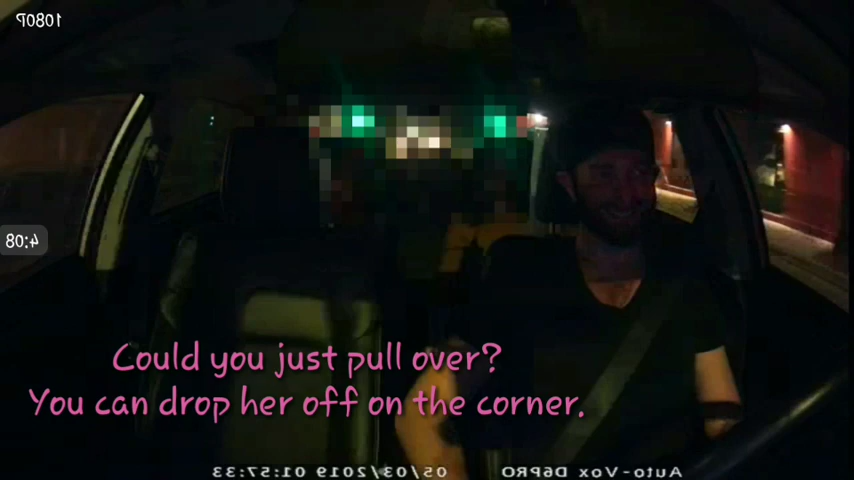 1080P
4:08
Could you just pull over?
You can drop her off on the corner.
Auto-Vox D6PRO 05/03/2019 01:57:33